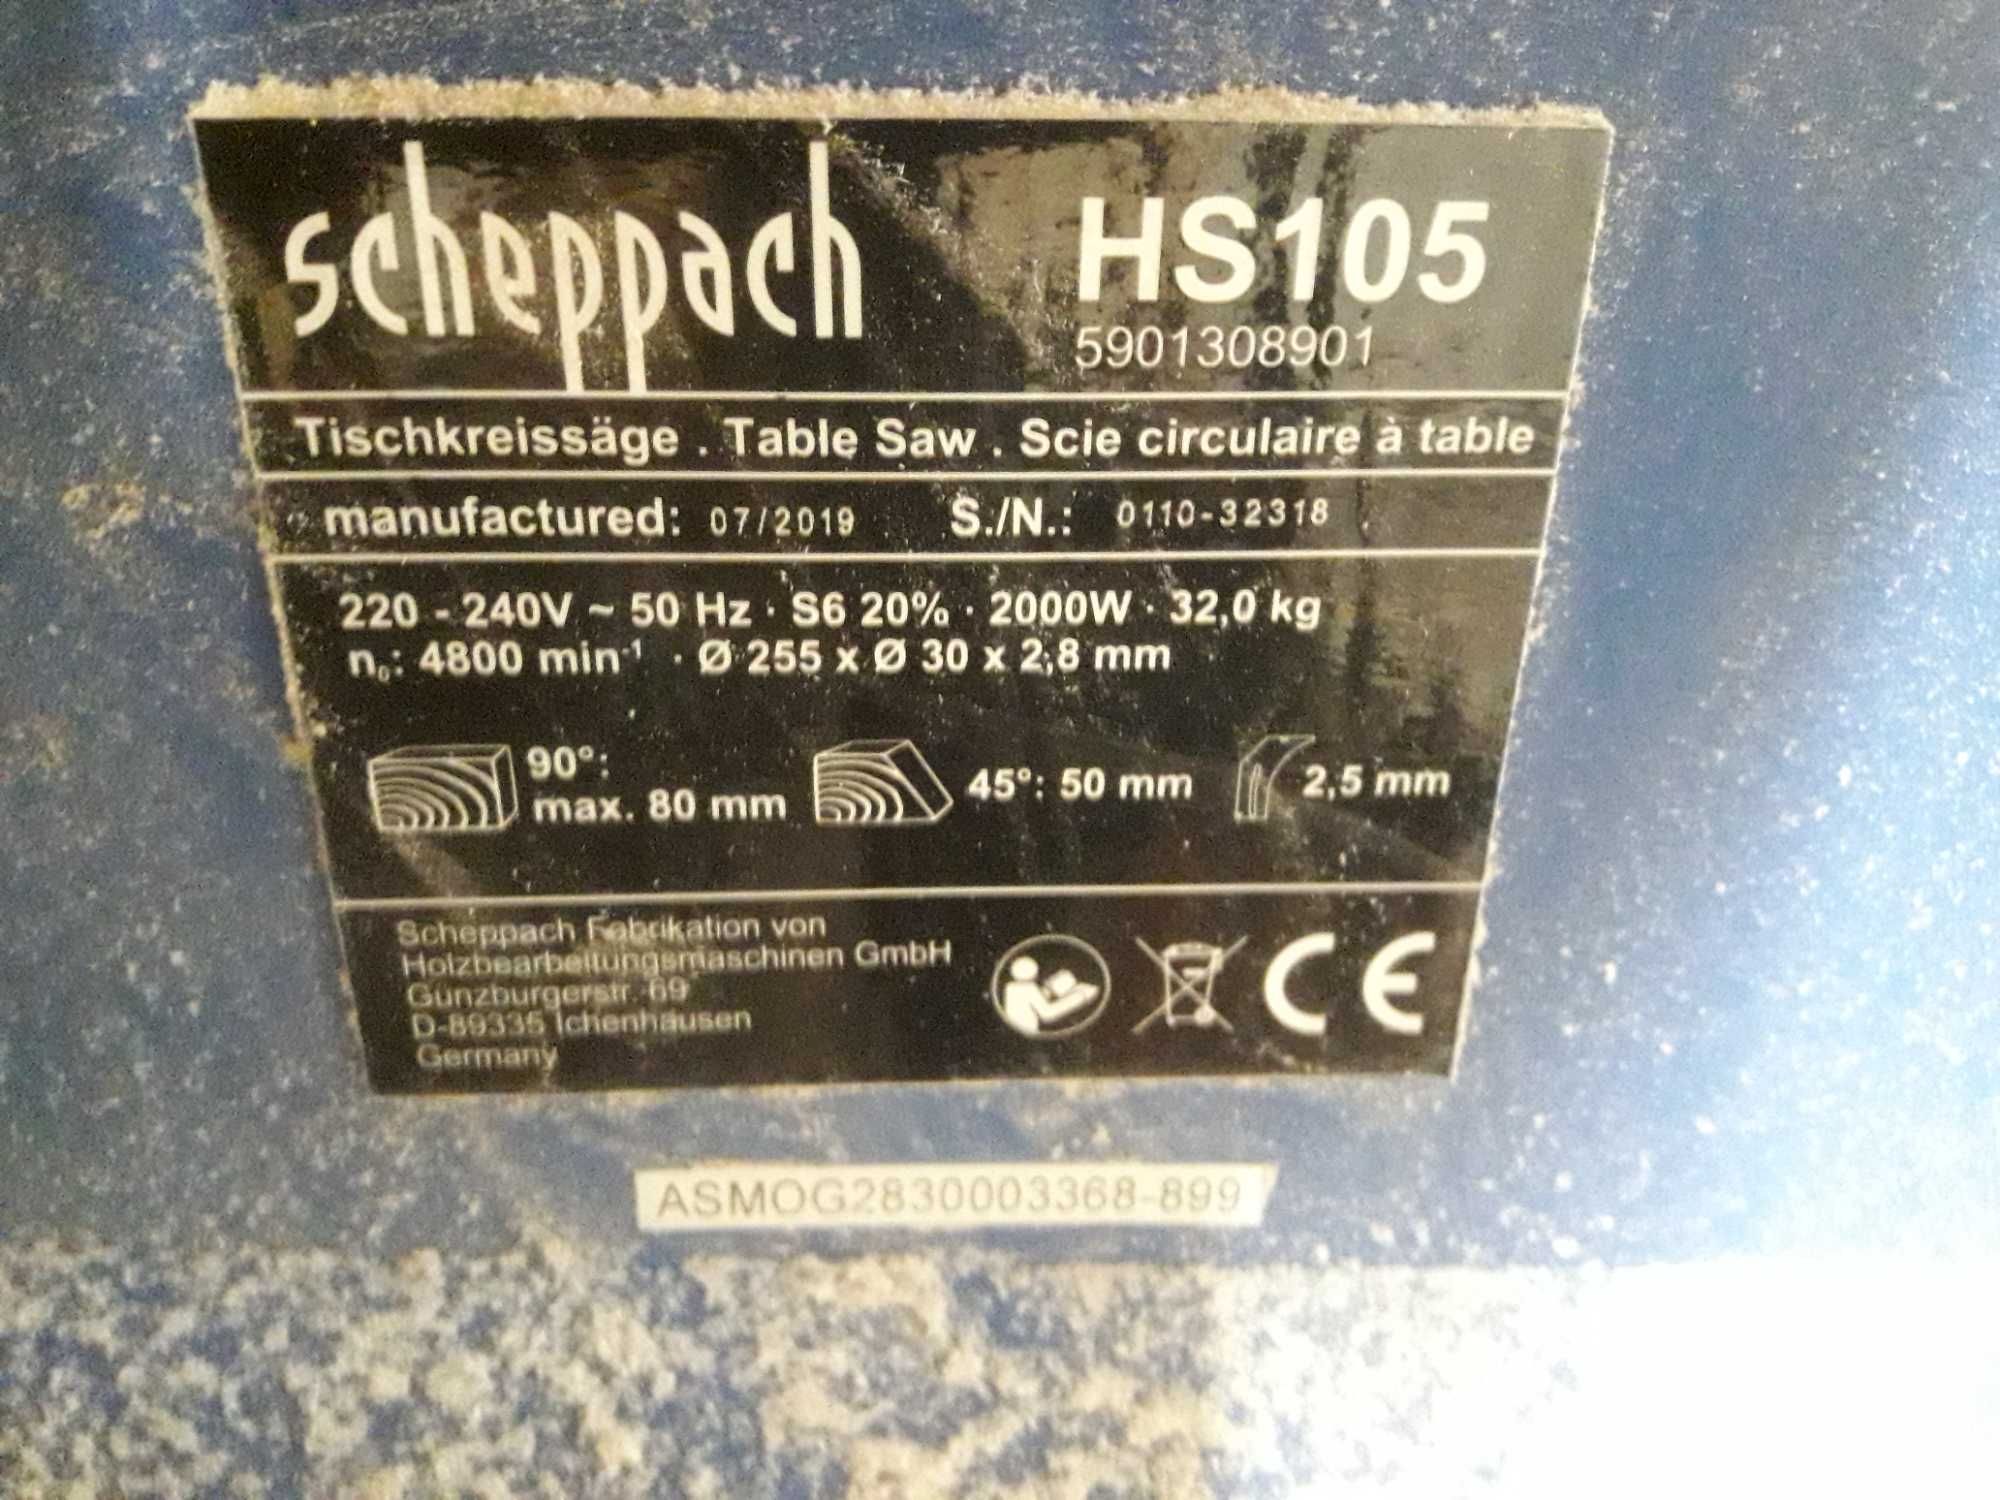 scheppach
HS105
5901308901
Tischkreissäge . Table Saw . Scie circulaire à table
manufactured: 07/2019 S./N.: 0110-32318
220 - 240V ~ 50 Hz · S6 20% · 2000W · 32,0 kg
n₀: 4800 min⁻¹ · Ø 255 x Ø 30 x 2,8 mm
90°:
max. 80 mm
45°: 50 mm
2,5 mm
Scheppach Fabrikation von
Holzbearbeitungsmaschinen GmbH
Günzburgerstr. 69
D-89335 Ichenhausen
Germany
CE
ASMOG2830003368-899